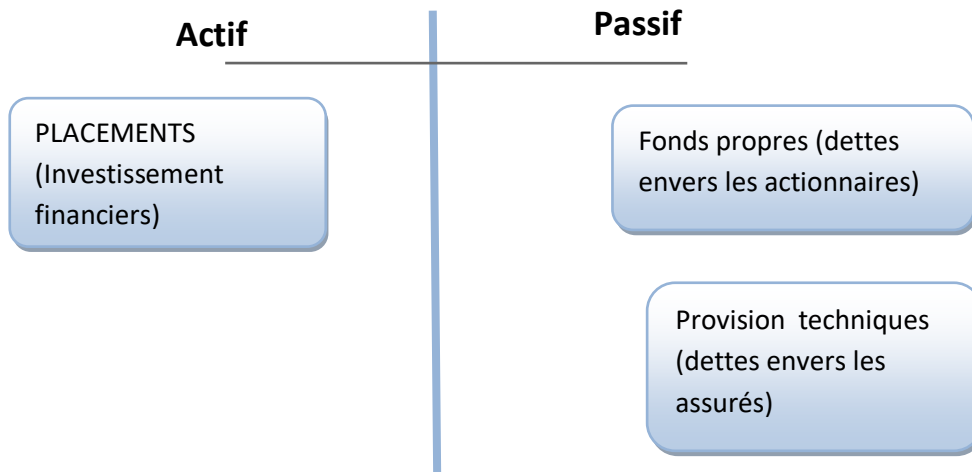 Actif
Passif
PLACEMENTS
(Investissement
financiers)
Fonds propres (dettes
envers les actionnaires)
Provision  techniques
(dettes envers les
assurés)